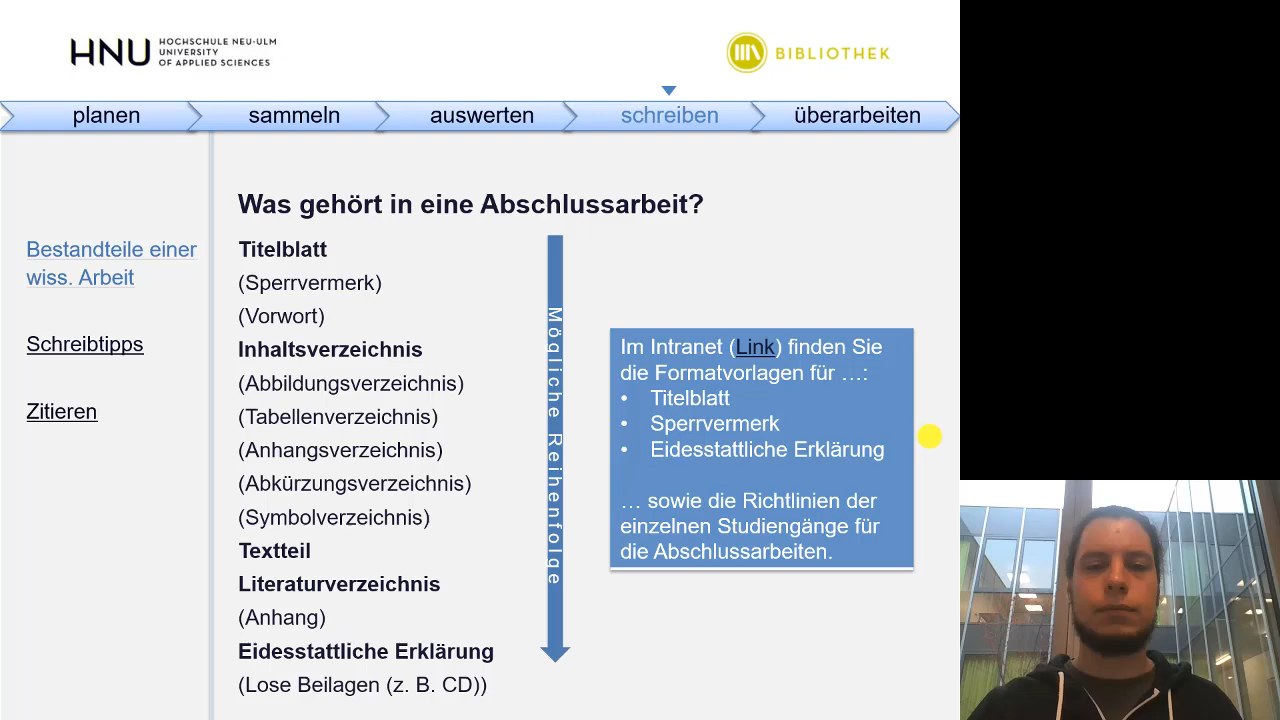 HNU HOCHSCHULE NEU-ULM
UNIVERSITY
OF APPLIED SCIENCES
BIBLIOTHEK
planen
sammeln
auswerten
schreiben
überarbeiten
Bestandteile einer
wiss. Arbeit
Schreibtipps
Zitieren
Was gehört in eine Abschlussarbeit?
Titelblatt
(Sperrvermerk)
(Vorwort)
Inhaltsverzeichnis
(Abbildungsverzeichnis)
(Tabellenverzeichnis)
(Anhangsverzeichnis)
(Abkürzungsverzeichnis)
(Symbolverzeichnis)
Textteil
Literaturverzeichnis
(Anhang)
Eidesstattliche Erklärung
(Lose Beilagen (z. B. CD))
Mögliche Reihenfolge
Im Intranet (Link) finden Sie
die Formatvorlagen für …:
• Titelblatt
• Sperrvermerk
• Eidesstattliche Erklärung
… sowie die Richtlinien der
einzelnen Studiengänge für
die Abschlussarbeiten.